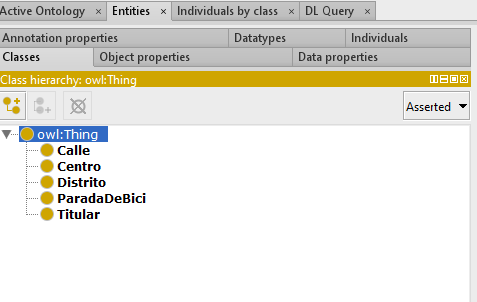 Active Ontology × Entities × Individuals by class × DL Query ×
Annotation properties Datatypes Individuals
Classes Object properties Data properties
Class hierarchy: owl:Thing
Asserted
owl:Thing
Calle
Centro
Distrito
ParadaDeBici
Titular